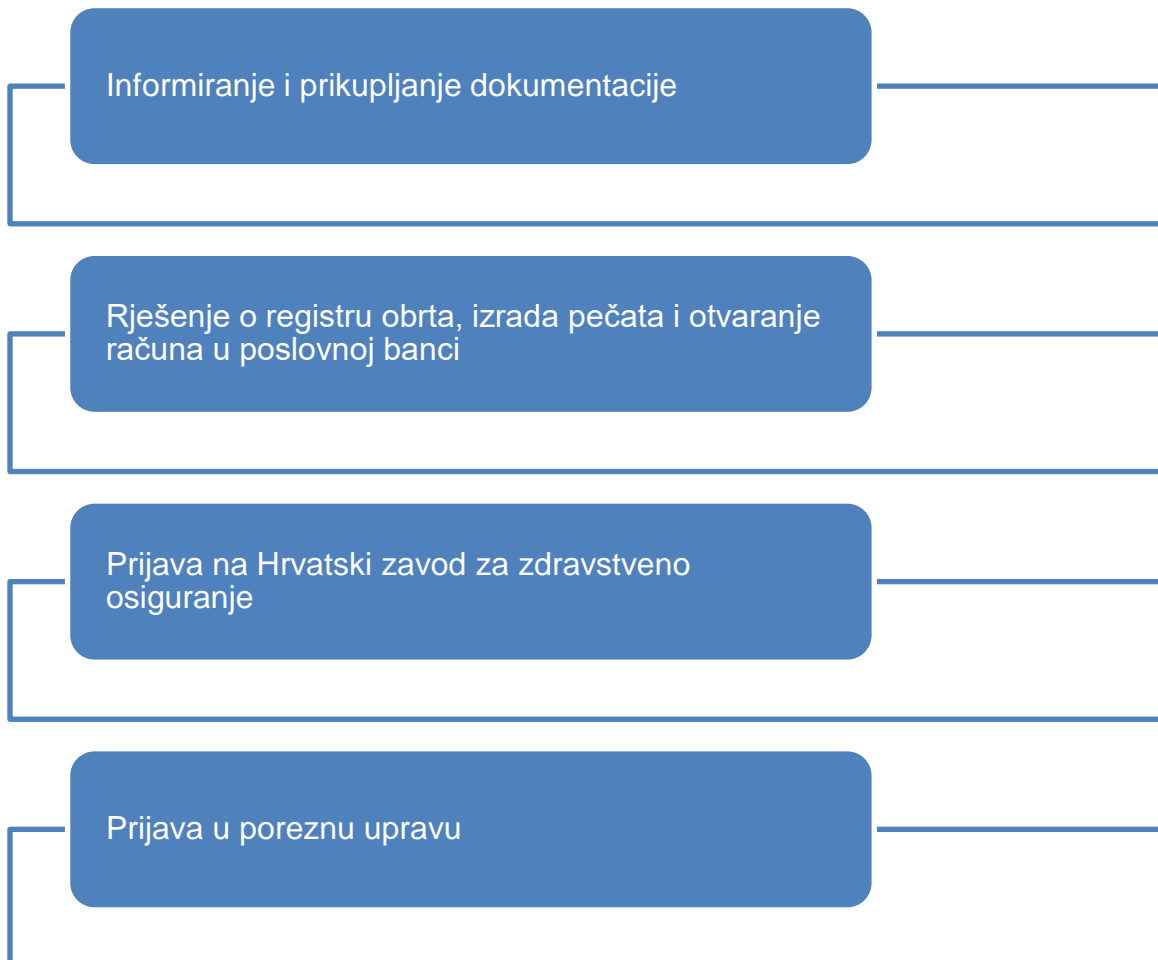 Informiranje i prikupljanje dokumentacije
Rješenje o registru obrta, izrada pečata i otvaranje
računa u poslovnoj banci
Prijava na Hrvatski zavod za zdravstveno
osiguranje
Prijava u poreznu upravu